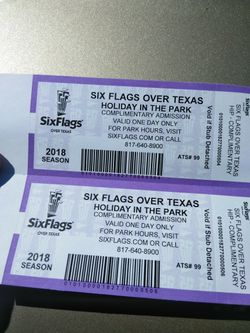 SIX FLAGS OVER TEXAS
HOLIDAY IN THE PARK
COMPLIMENTARY ADMISSION
VALID ONE DAY ONLY
FOR PARK HOURS, VISIT
SIXFLAGS.COM OR CALL
817-640-8900
SixFlags
OVER TEXAS
2018
SEASON
ATS# 99
Void if Stub Detached
SIX FLAGS OVER TEXAS
HIP - COMPLIMENTARY
SIX FLAGS OVER TEXAS
HOLIDAY IN THE PARK
COMPLIMENTARY ADMISSION
VALID ONE DAY ONLY
FOR PARK HOURS, VISIT
SIXFLAGS.COM OR CALL
817-640-8900
SixFlags
OVER TEXAS
2018
SEASON
ATS# 99
Void if Stub Detached
SIX FLAGS OVER TEXAS
HIP - COMPLIMENTARY